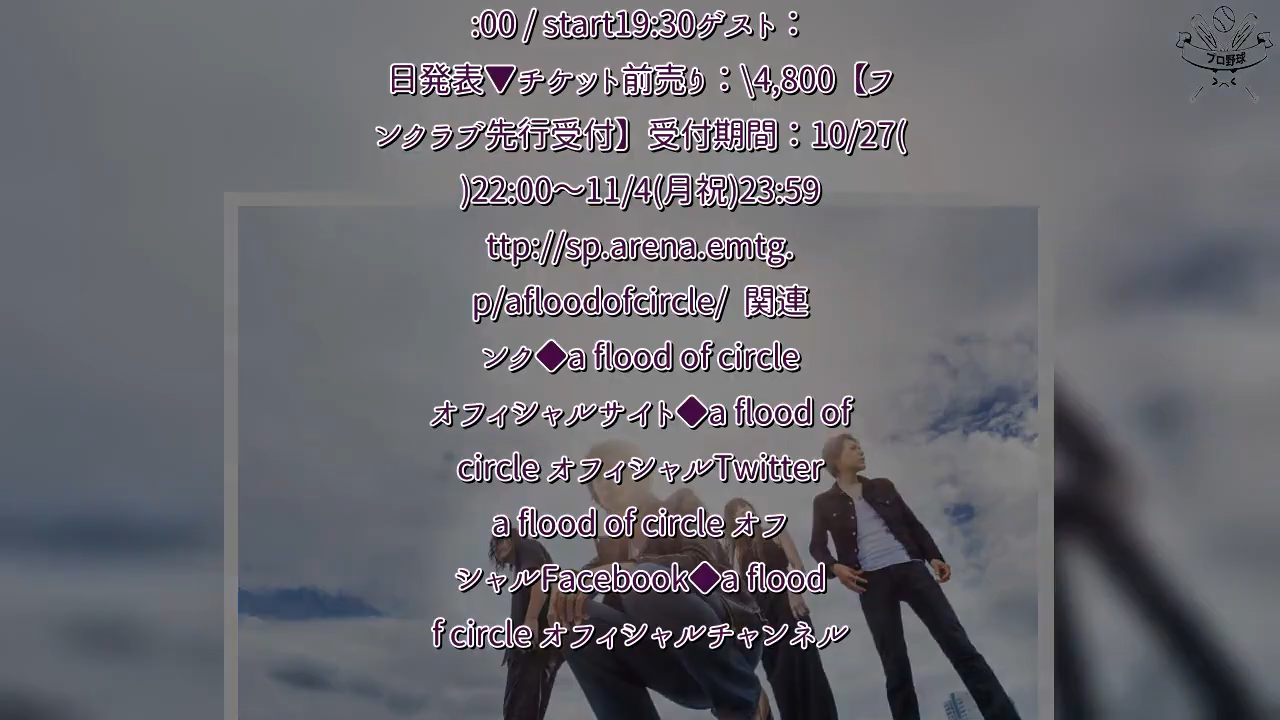 :00 / start19:30ゲスト：
日発表▼チケット前売り：\4,800【フ
ンクラブ先行受付】受付期間：10/27(
)22:00〜11/4(月祝)23:59
ttp://sp.arena.emtg.
p/afloodofcircle/ 関連
ンク◆a flood of circle
オフィシャルサイト◆a flood of
circle オフィシャルTwitter
a flood of circle オフ
シャルFacebook◆a flood
f circle オフィシャルチャンネル
プロ野球